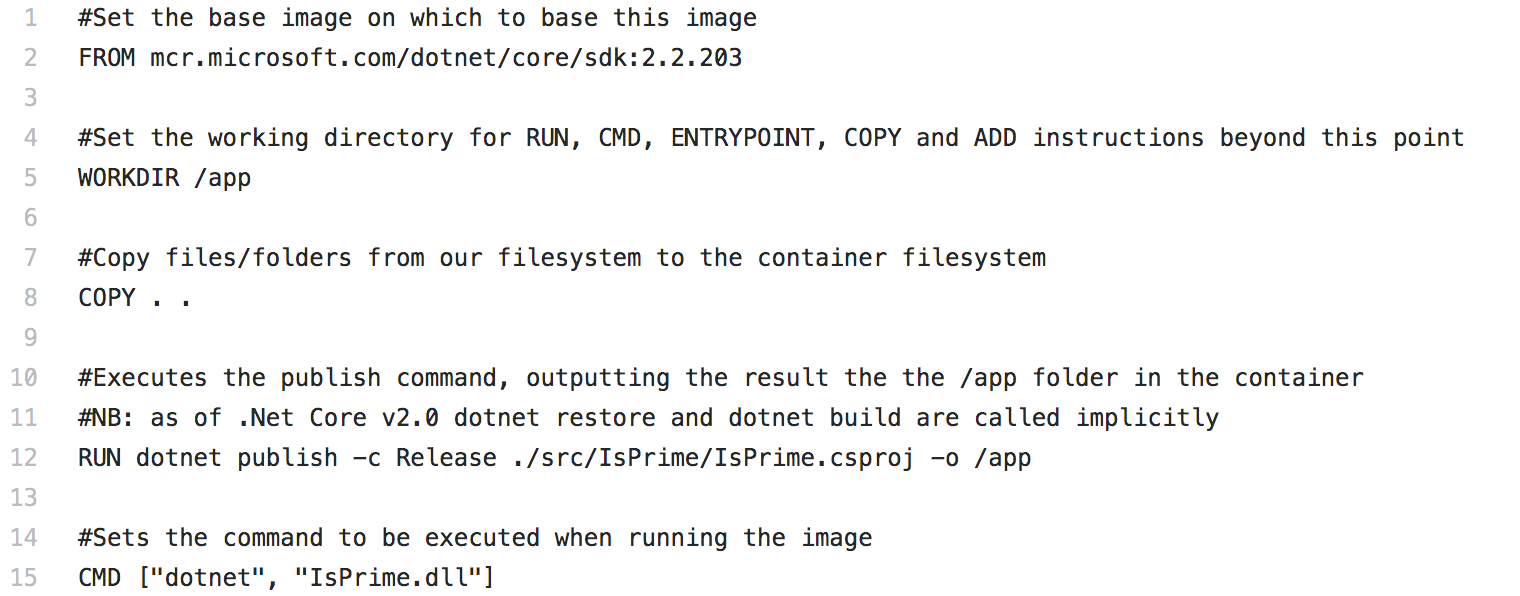 1 #Set the base image on which to base this image
2 FROM mcr.microsoft.com/dotnet/core/sdk:2.2.203
3
4 #Set the working directory for RUN, CMD, ENTRYPOINT, COPY and ADD instructions beyond this point
5 WORKDIR /app
6
7 #Copy files/folders from our filesystem to the container filesystem
8 COPY . .
9
10 #Executes the publish command, outputting the result the the /app folder in the container
11 #NB: as of .Net Core v2.0 dotnet restore and dotnet build are called implicitly
12 RUN dotnet publish -c Release ./src/IsPrime/IsPrime.csproj -o /app
13
14 #Sets the command to be executed when running the image
15 CMD ["dotnet", "IsPrime.dll"]